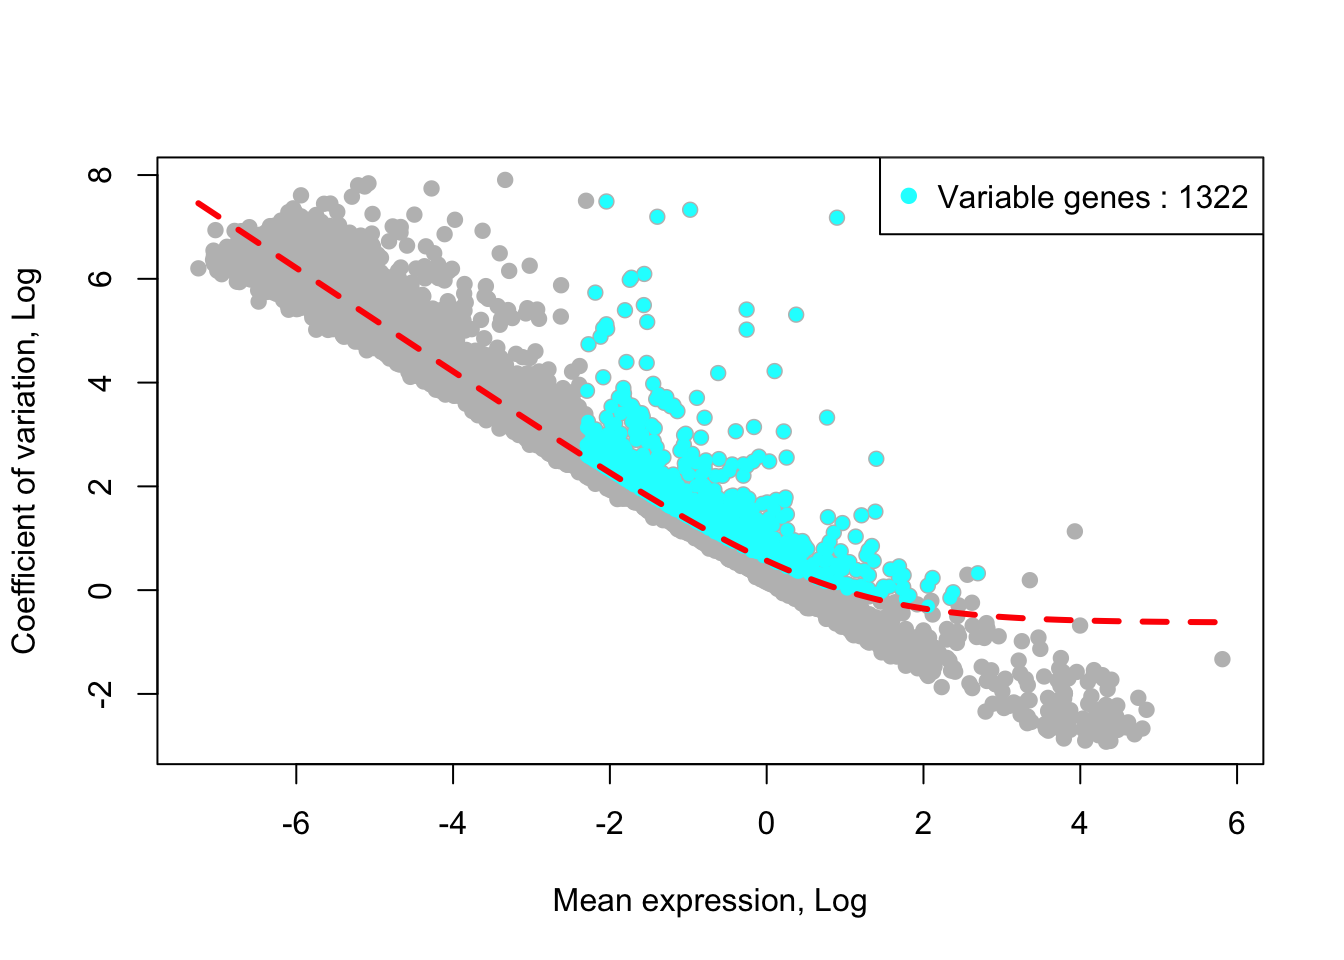 Variable genes : 1322
Coefficient of variation, Log
8
6
4
2
0
-2
-6 -4 -2 0 2 4 6
Mean expression, Log